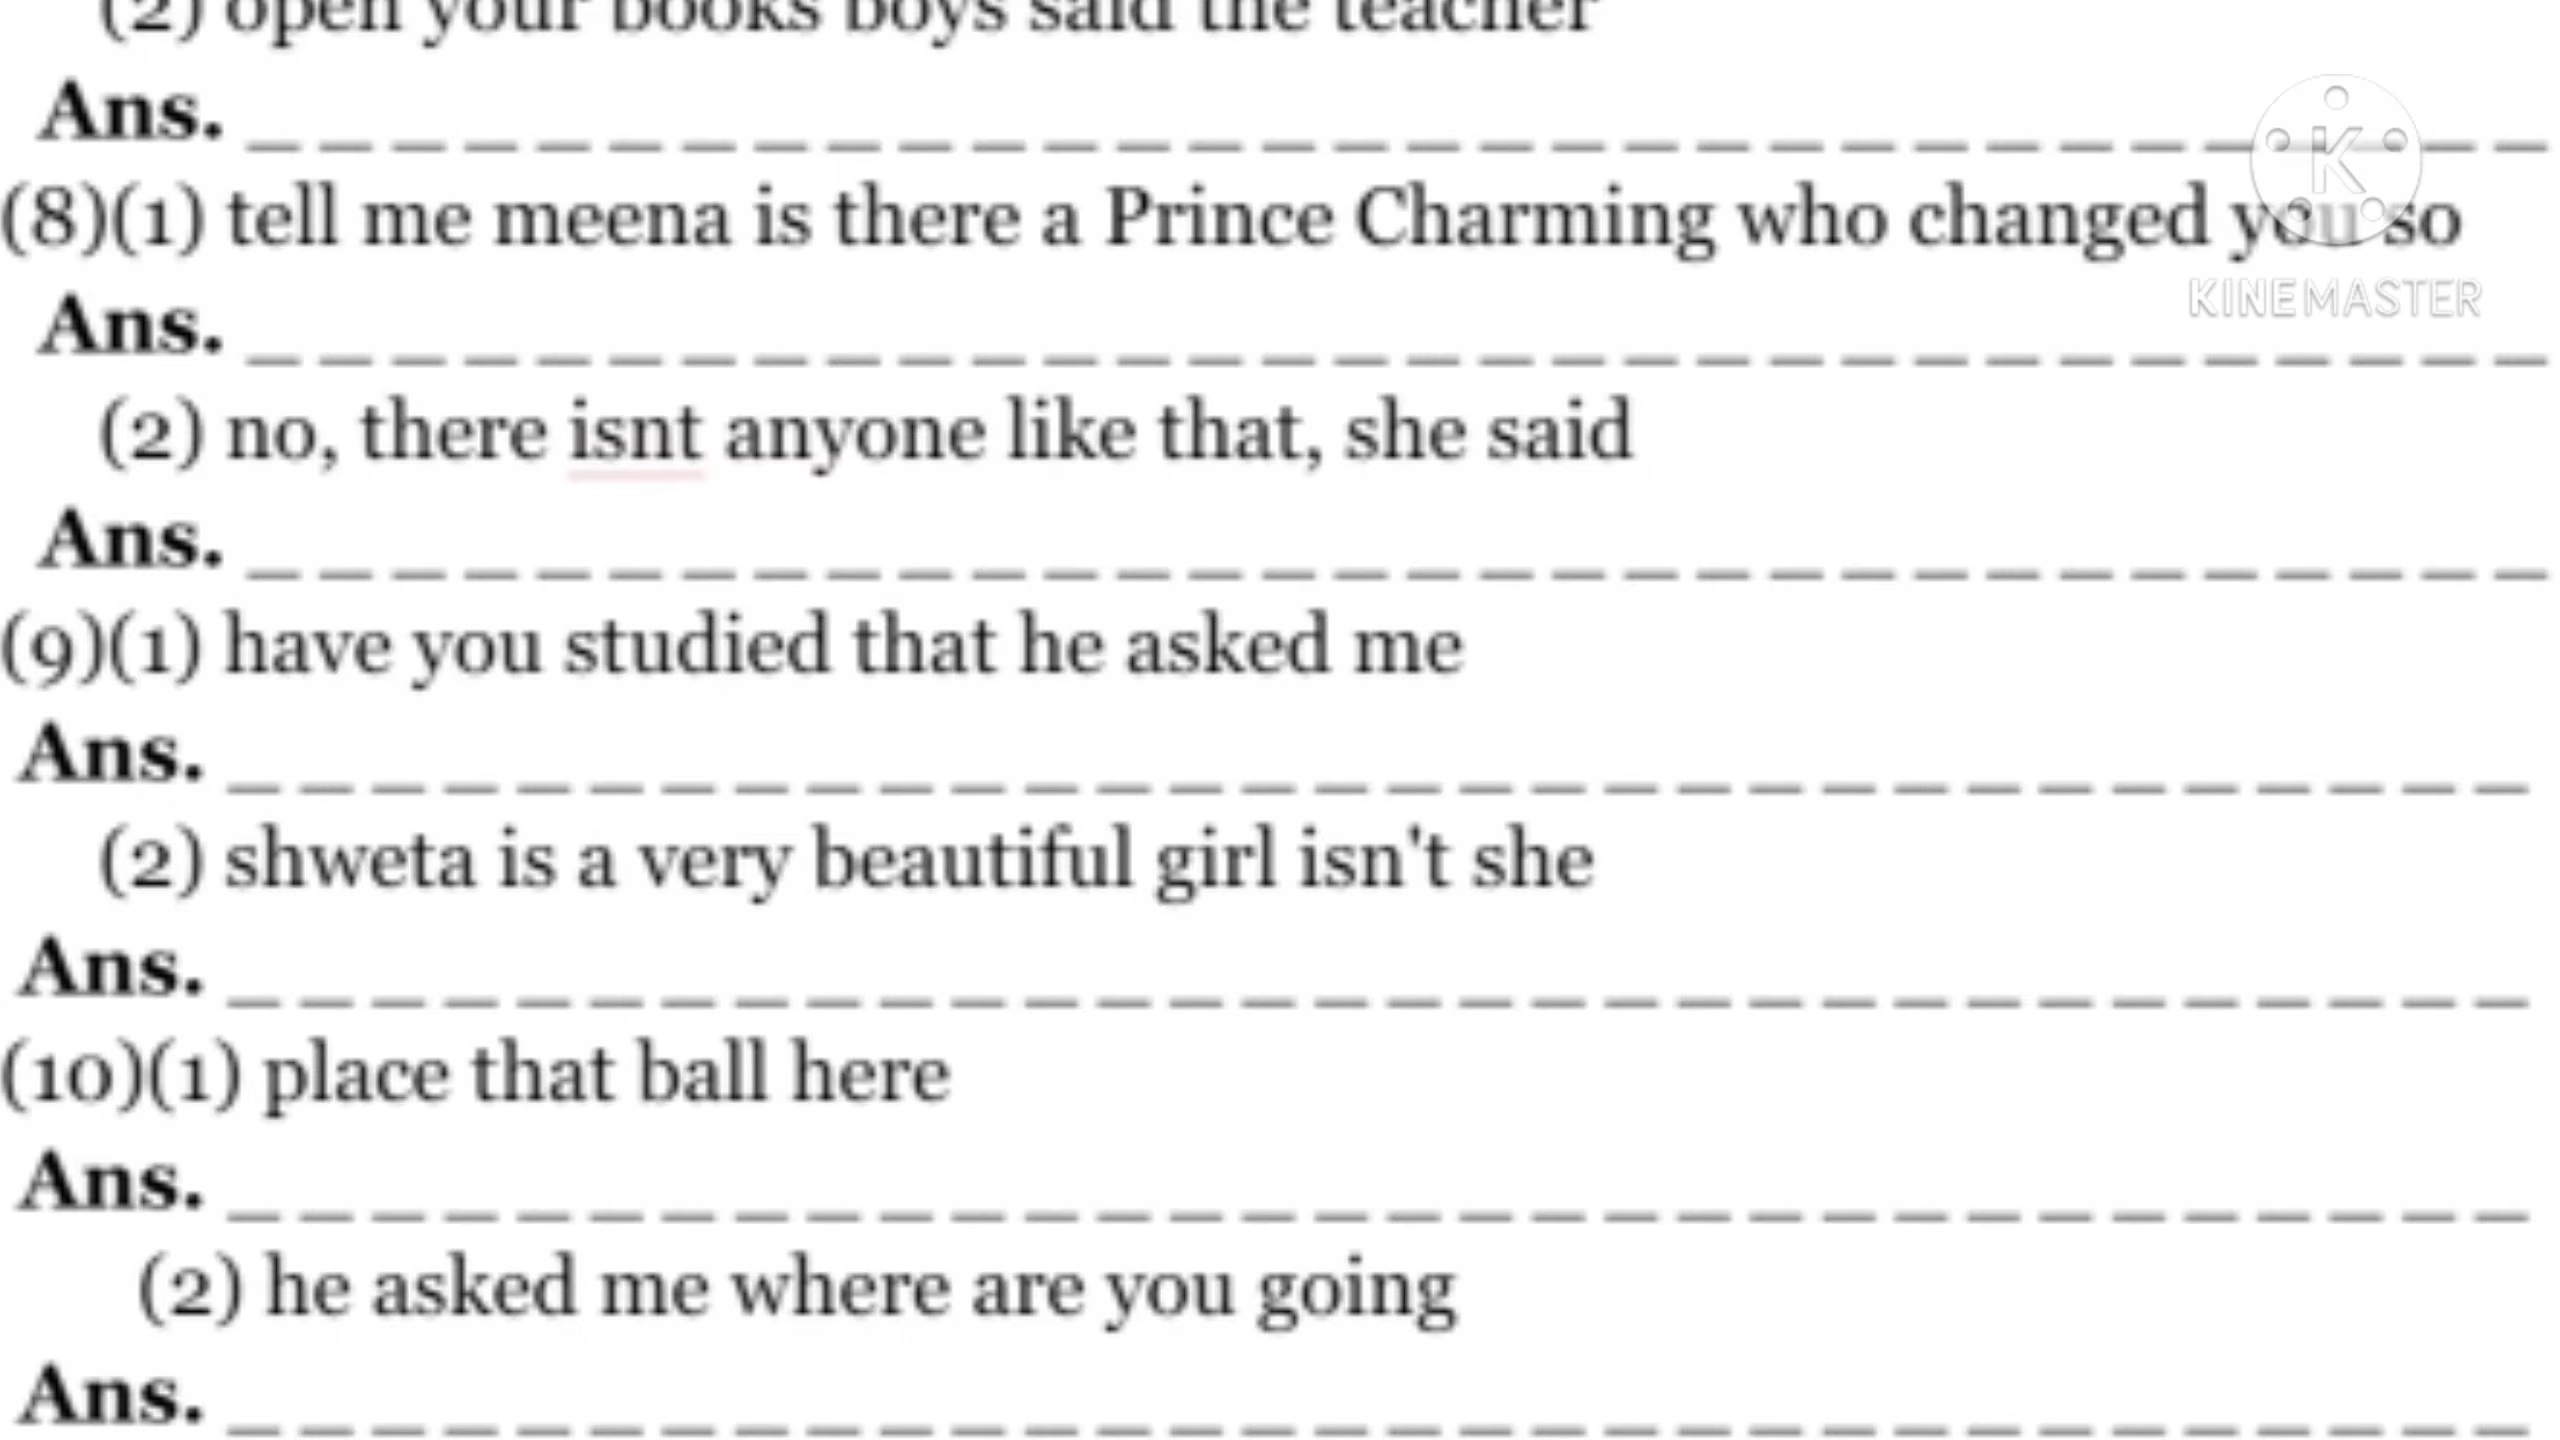 (2) open your books boys said the teacher
Ans. _ _ _ _ _ _ _ _ _ _ _ _ _ _ _ _ _ _ _ _ _ _ _ _ _ _ _ _ _ _ _ _
(8)(1) tell me meena is there a Prince Charming who changed you so
KINEMASTER
Ans. _ _ _ _ _ _ _ _ _ _ _ _ _ _ _ _ _ _ _ _ _ _ _ _ _ _ _ _ _ _ _ _
(2) no, there isnt anyone like that, she said
Ans. _ _ _ _ _ _ _ _ _ _ _ _ _ _ _ _ _ _ _ _ _ _ _ _ _ _ _ _ _ _ _ _
(9)(1) have you studied that he asked me
Ans. _ _ _ _ _ _ _ _ _ _ _ _ _ _ _ _ _ _ _ _ _ _ _ _ _ _ _ _ _ _ _ _
(2) shweta is a very beautiful girl isn't she
Ans. _ _ _ _ _ _ _ _ _ _ _ _ _ _ _ _ _ _ _ _ _ _ _ _ _ _ _ _ _ _ _ _
(10)(1) place that ball here
Ans. _ _ _ _ _ _ _ _ _ _ _ _ _ _ _ _ _ _ _ _ _ _ _ _ _ _ _ _ _ _ _ _
(2) he asked me where are you going
Ans. _ _ _ _ _ _ _ _ _ _ _ _ _ _ _ _ _ _ _ _ _ _ _ _ _ _ _ _ _ _ _ _